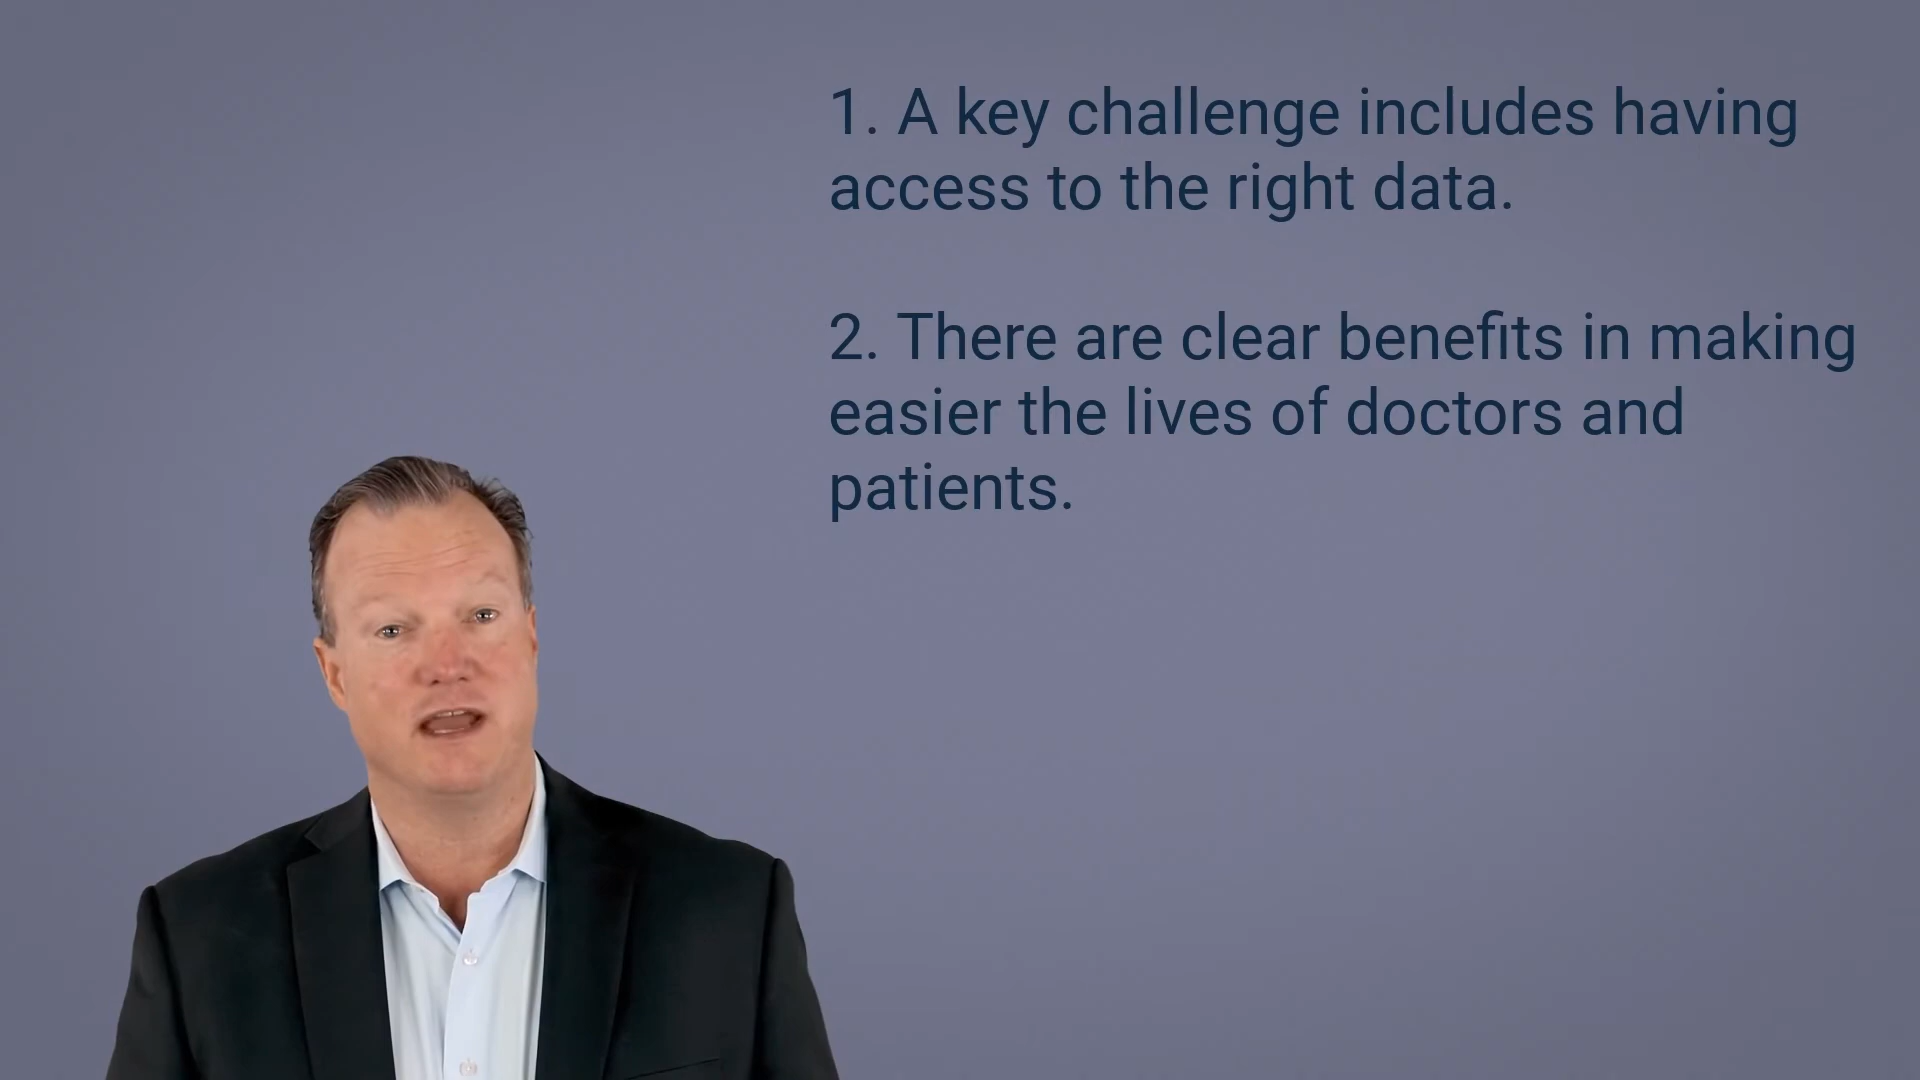 1. A key challenge includes having
access to the right data.
2. There are clear benefits in making
easier the lives of doctors and
patients.